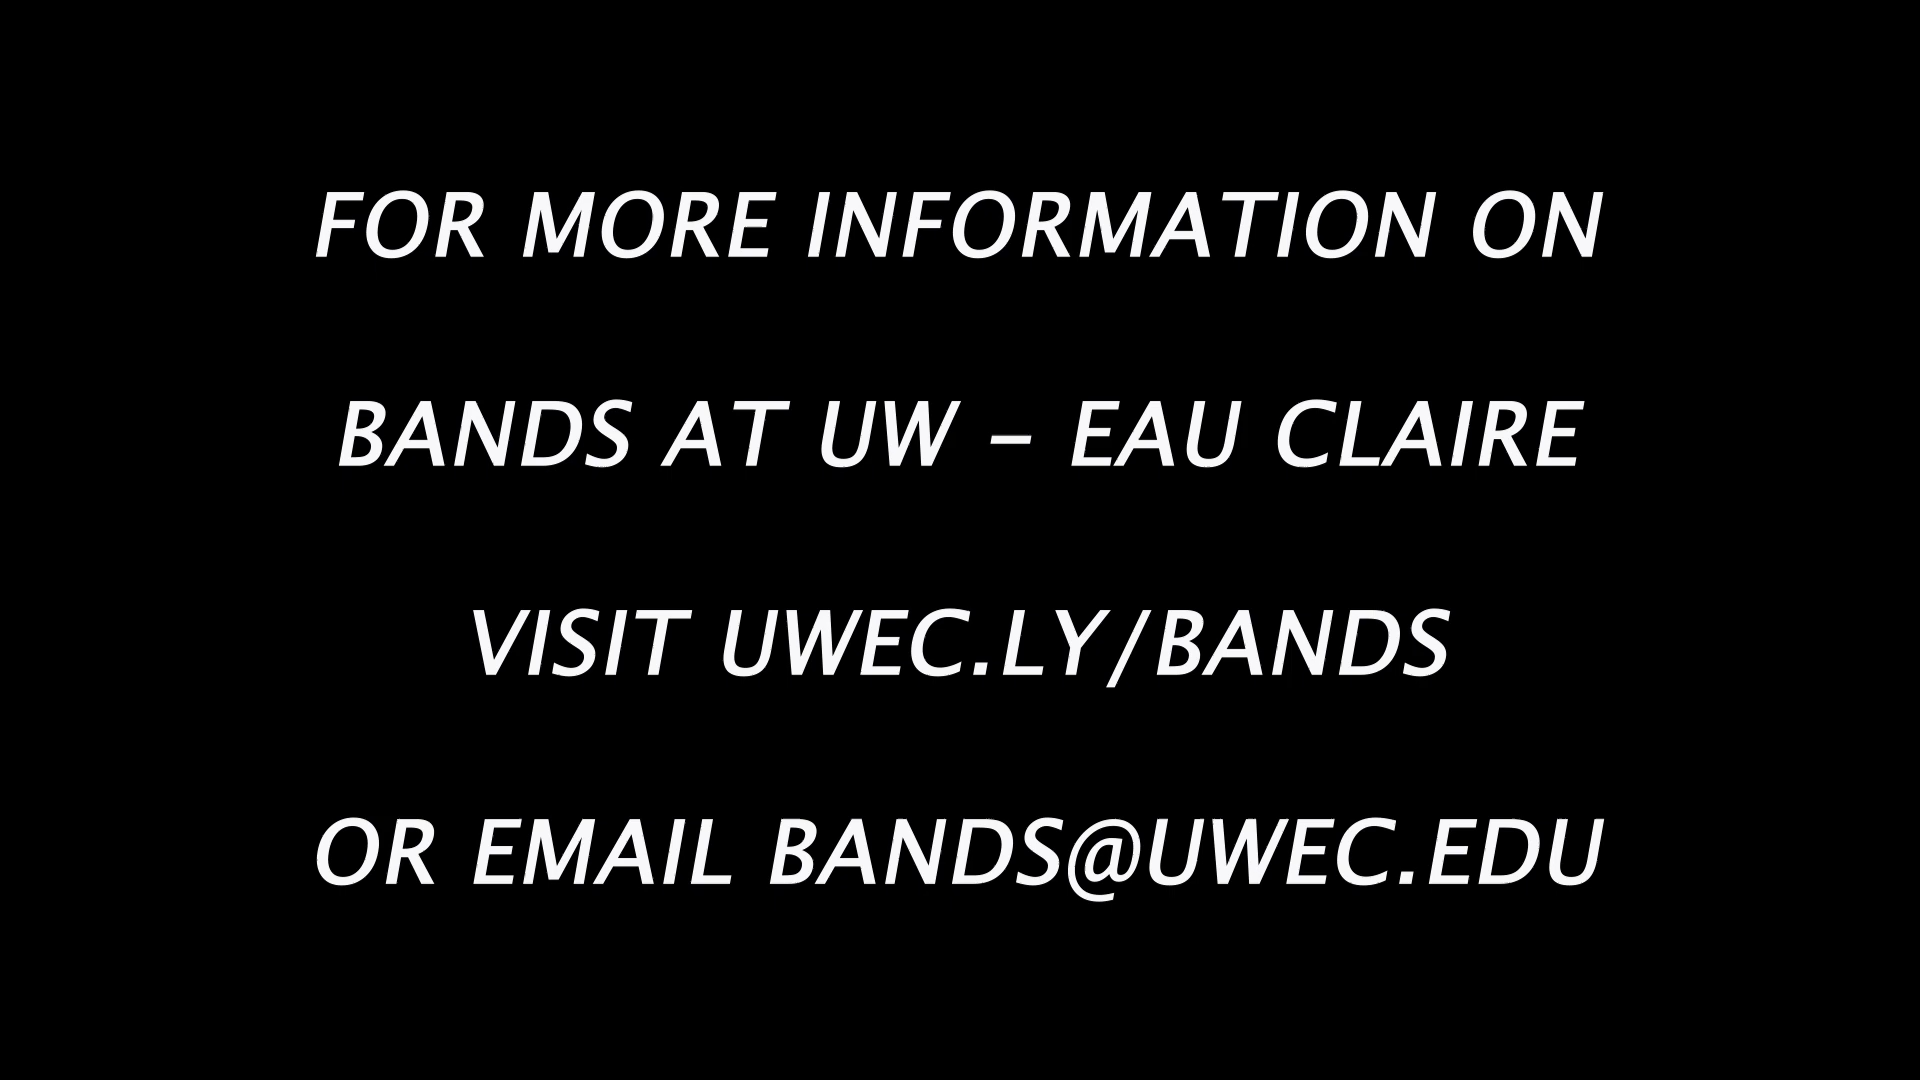 FOR MORE INFORMATION ON
BANDS AT UW – EAU CLAIRE
VISIT UWEC.LY/BANDS
OR EMAIL BANDS@UWEC.EDU